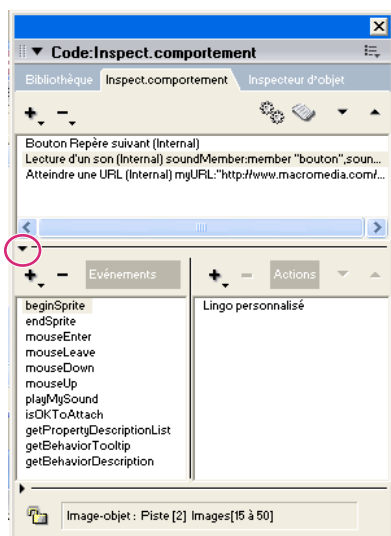 Code:Inspect.comportement
Bibliothèque Inspect.comportement Inspecteur d'objet
Bouton Repère suivant (Internal)
Lecture d'un son (Internal) soundMember:member "bouton",soun...
Atteindre une URL (Internal) myURL:"http://www.macromedia.com/...
Evénements Actions
beginSprite Lingo personnalisé
endSprite
mouseEnter
mouseLeave
mouseDown
mouseUp
playMySound
isOKToAttach
getPropertyDescriptionList
getBehaviorTooltip
getBehaviorDescription
Image-objet : Piste [2] Images[15 à 50]